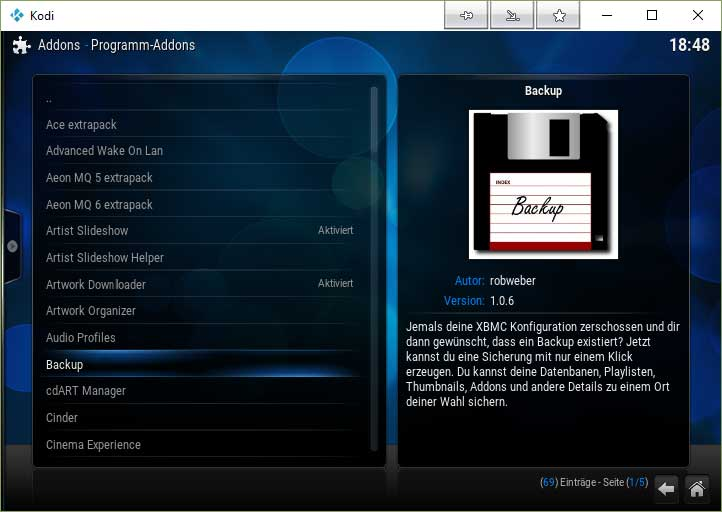 Kodi
Addons - Programm-Addons
18:48
..
Ace extrapack
Advanced Wake On Lan
Aeon MQ 5 extrapack
Aeon MQ 6 extrapack
Artist Slideshow Aktiviert
Artist Slideshow Helper
Artwork Downloader Aktiviert
Artwork Organizer
Audio Profiles
Backup
cdART Manager
Cinder
Cinema Experience
Backup
INDEX
Backup
Autor: robweber
Version: 1.0.6
Jemals deine XBMC Konfiguration zerschossen und dir
dann gewünscht, dass ein Backup existiert? Jetzt
kannst du eine Sicherung mit nur einem Klick
erzeugen. Du kannst deine Datenbanen, Playlisten,
Thumbnails, Addons und andere Details zu einem Ort
deiner Wahl sichern.
(69) Einträge - Seite (1/5)